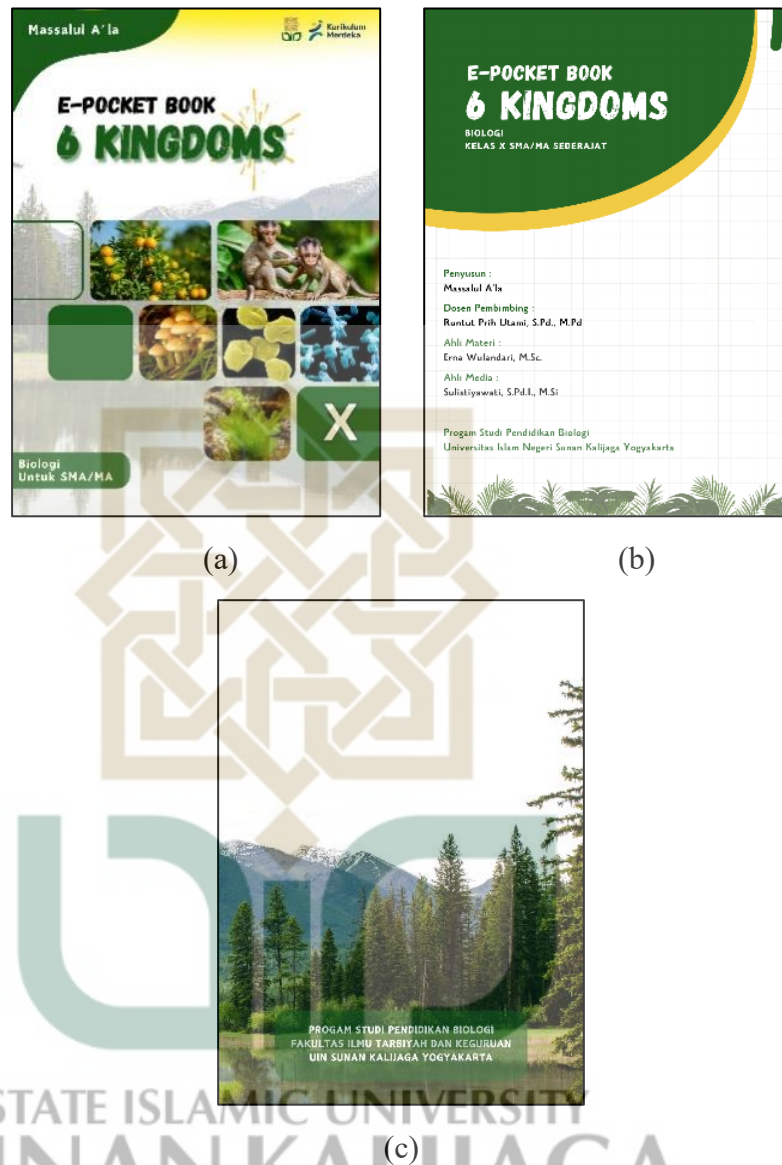 Massalul A'la
Kurikulum
Merdeka
E-POCKET BOOK
6 KINGDOMS
X
Biologi
Untuk SMA/MA
(a)
E-POCKET BOOK
6 KINGDOMS
BIOLOGI
KELAS X SMA/MA SEDERAJAT
Penyusun :
Massalul A'la
Dosen Pembimbing :
Runtut Prih Utami, S.Pd., M.Pd
Ahli Materi :
Erna Wulandari, M.Sc.
Ahli Media :
Sulistiyawati, S.Pd.I., M.Si
Progam Studi Pendidikan Biologi
Universitas Islam Negeri Sunan Kalijaga Yogyakarta
(b)
PROGAM STUDI PENDIDIKAN BIOLOGI
FAKULTAS ILMU TARBIYAH DAN KEGURUAN
UIN SUNAN KALIJAGA YOGYAKARTA
STATE ISLAMIC UNIVERSITY
(c)